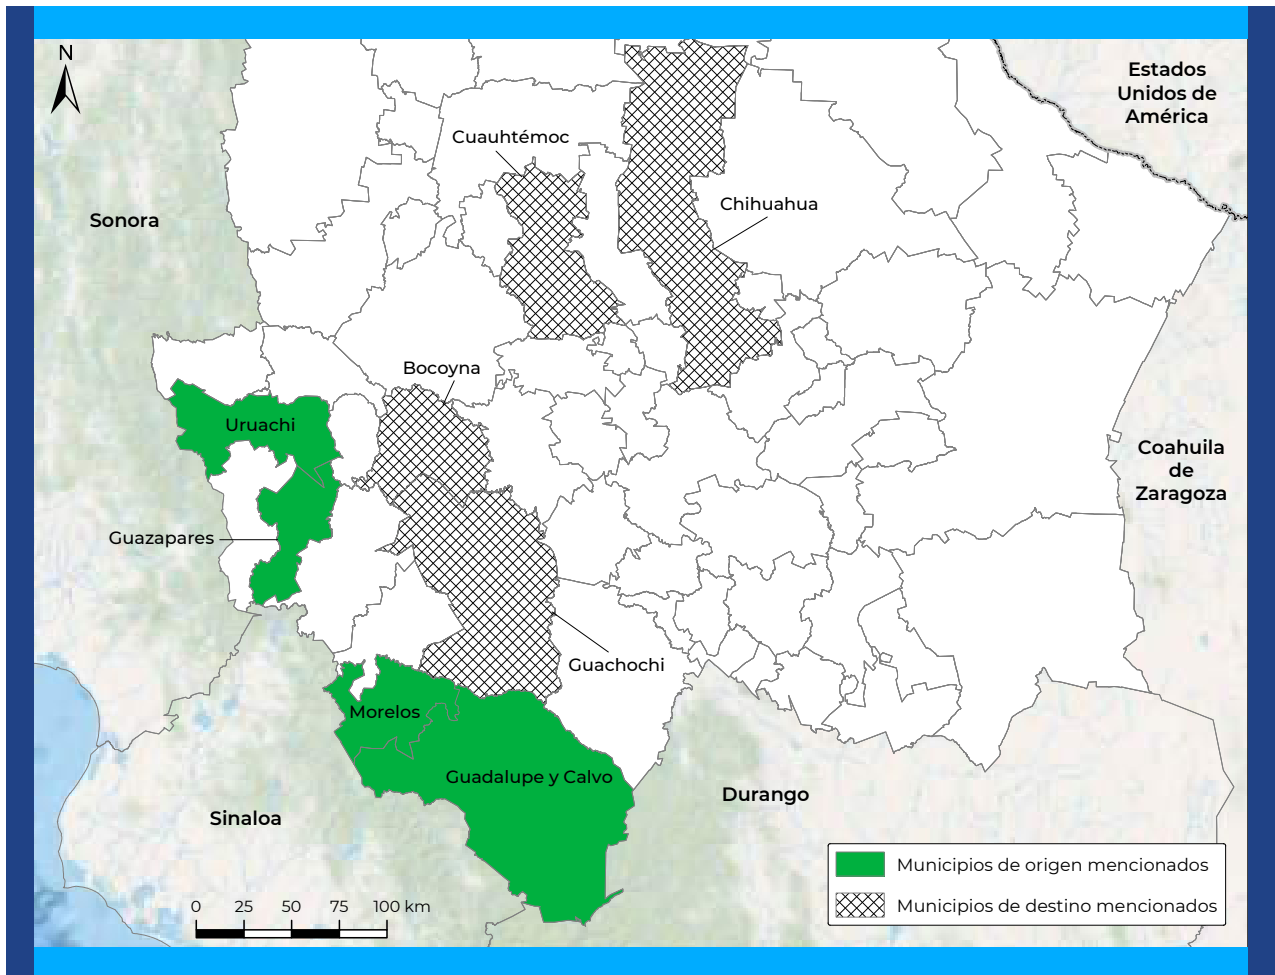 N
Estados
Unidos de
América
Cuauhtémoc
Sonora
Chihuahua
Bocoyna
Uruachi
Coahuila
de
Zaragoza
Guazapares
Guachochi
Morelos
Guadalupe y Calvo
Durango
Sinaloa
Municipios de origen mencionados
Municipios de destino mencionados
0 25 50 75 100 km